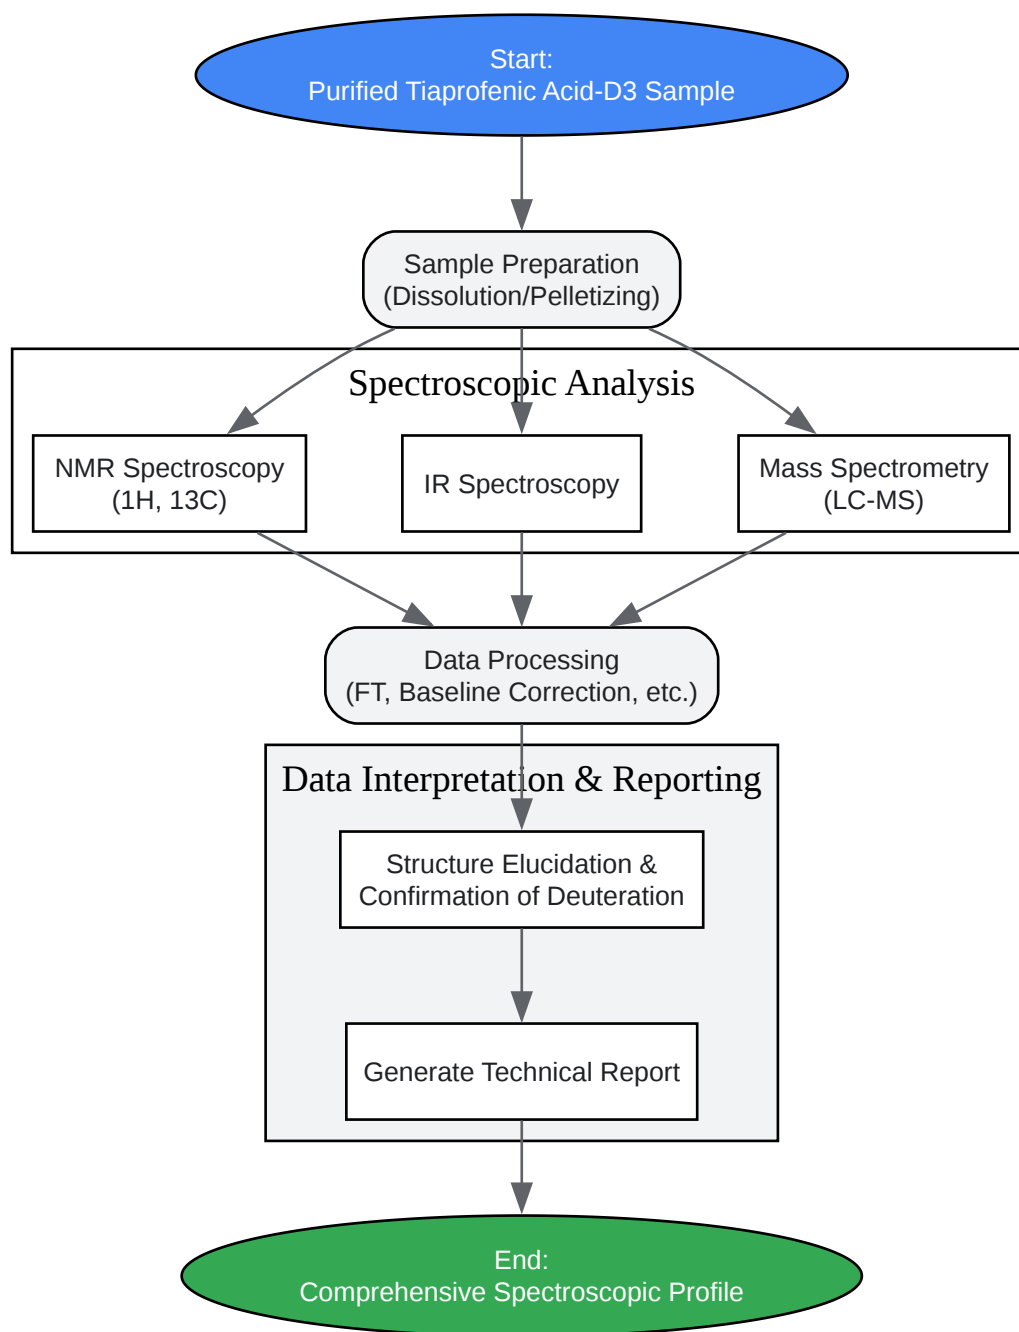 Start:
Purified Tiaprofenic Acid-D3 Sample
Sample Preparation
(Dissolution/Pelletizing)
Spectroscopic Analysis
NMR Spectroscopy
(1H, 13C)
IR Spectroscopy
Mass Spectrometry
(LC-MS)
Data Processing
(FT, Baseline Correction, etc.)
Data Interpretation & Reporting
Structure Elucidation &
Confirmation of Deuteration
Generate Technical Report
End:
Comprehensive Spectroscopic Profile